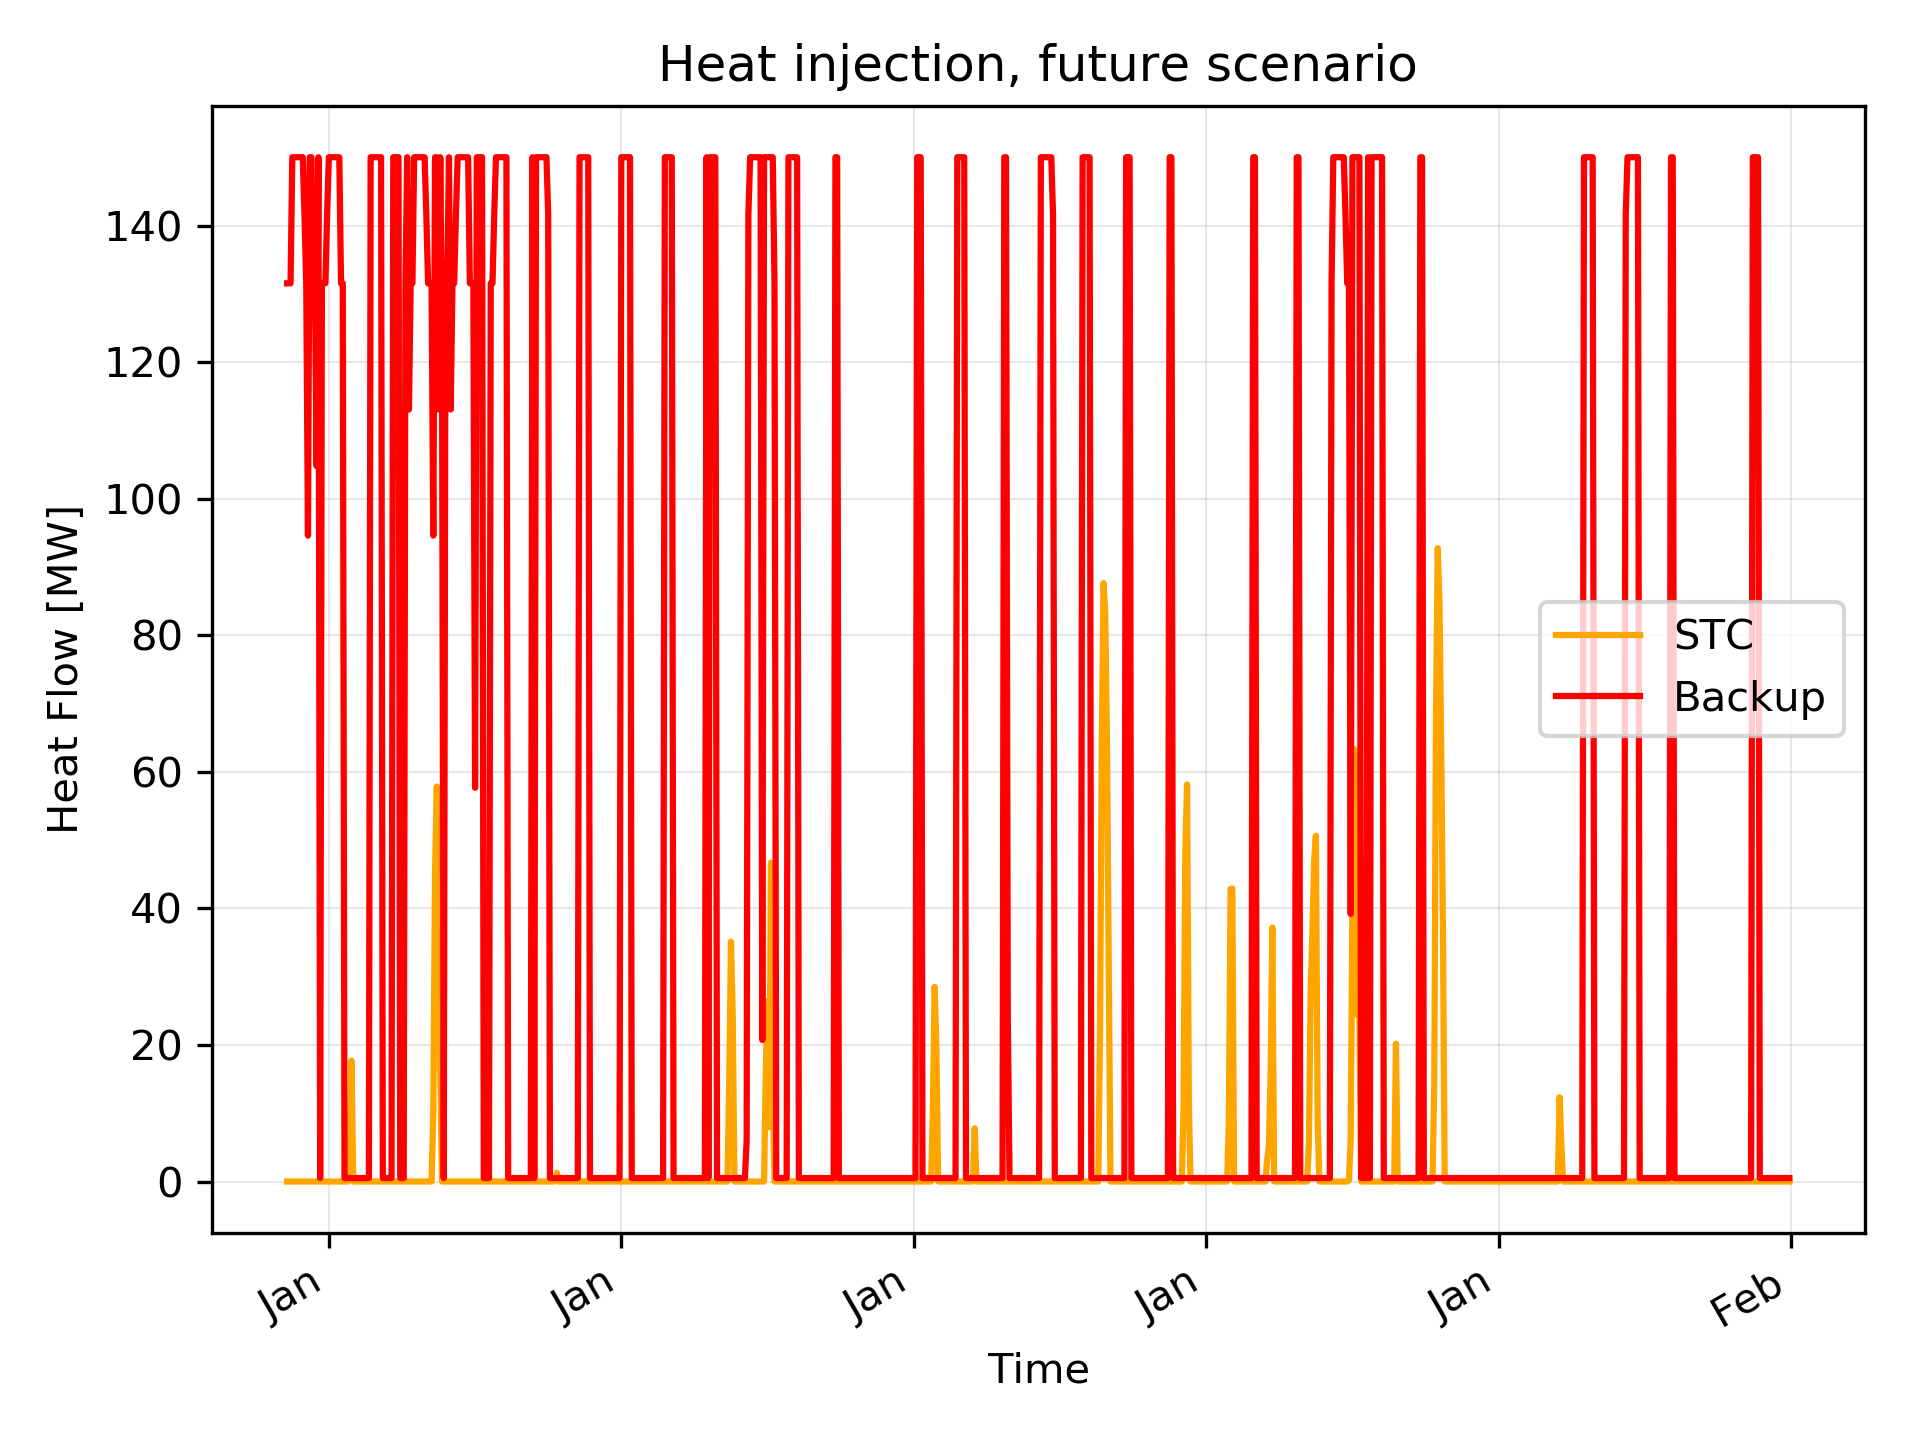 Heat injection, future scenario
140
120
100
80
60
40
20
0
Heat Flow [MW]
STC
Backup
Jan
Jan
Jan
Jan
Jan
Feb
Time